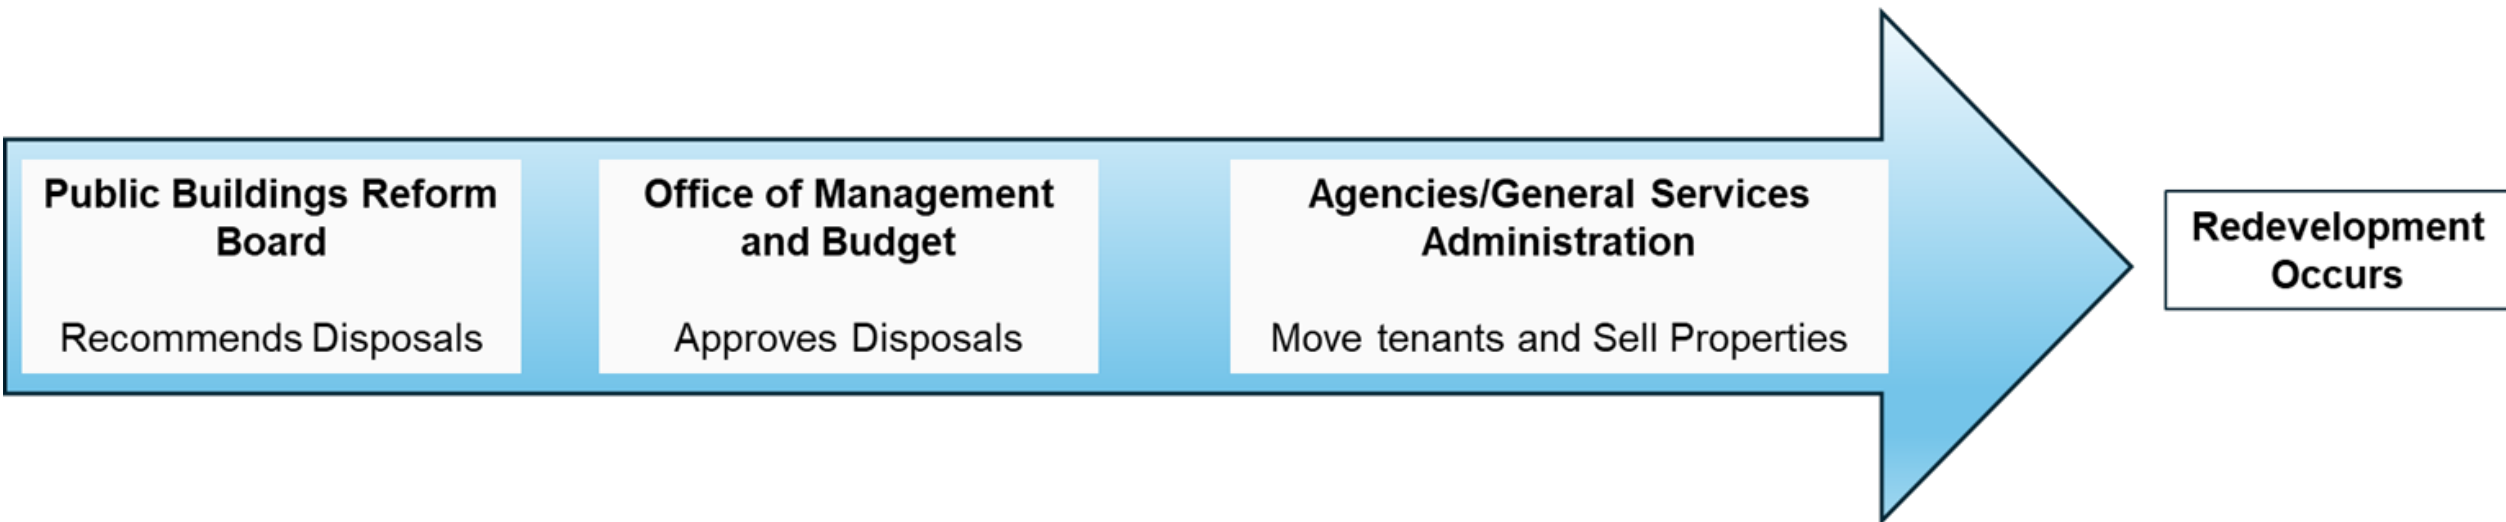 Public Buildings Reform
Board
Recommends Disposals
Office of Management
and Budget
Approves Disposals
Agencies/General Services
Administration
Move tenants and Sell Properties
Redevelopment
Occurs